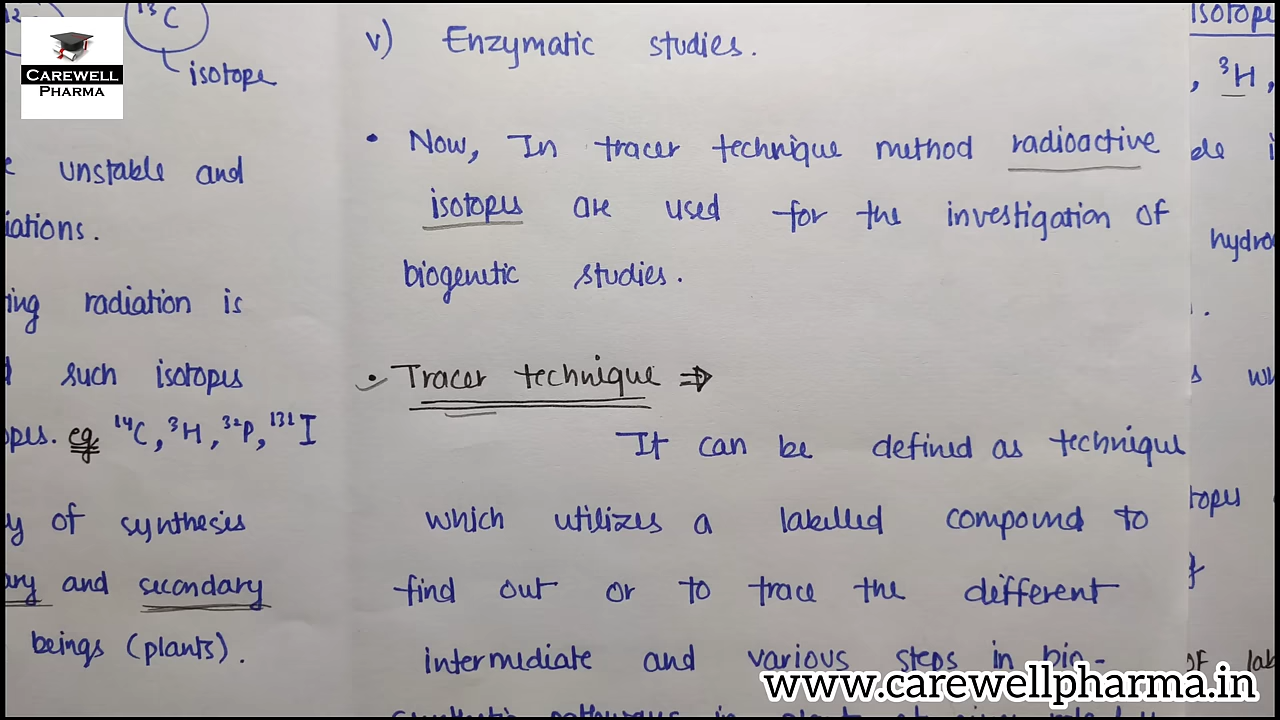 13C
isotope
CAREWELL
PHARMA
unstable and
iations.
ing radiation is
such isotopes
opes. eg 14C, 3H, 32P, 131I
y of synthesis
ary and secondary
beings (plants).
v) Enzymatic studies.
• Now, In tracer technique method radioactive
isotopes are used for the investigation of
biogenetic studies.
• Tracer technique ⇒
It can be defined as technique
which utilizes a labelled compound to
find out or to trace the different
intermediate and various steps in bio-
isotope
, 3H,
hydro
topes
OF lab
www.carewellpharma.in